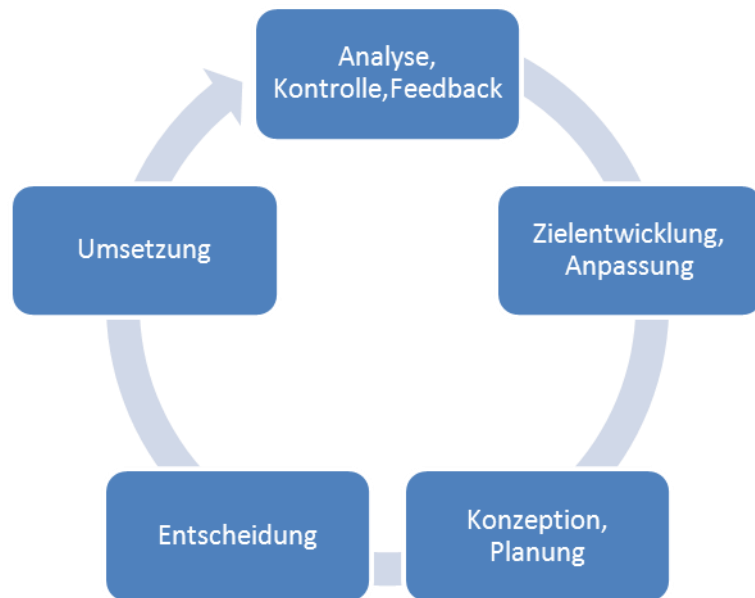 Analyse,
Kontrolle,Feedback
Zielentwicklung,
Anpassung
Konzeption,
Planung
Entscheidung
Umsetzung